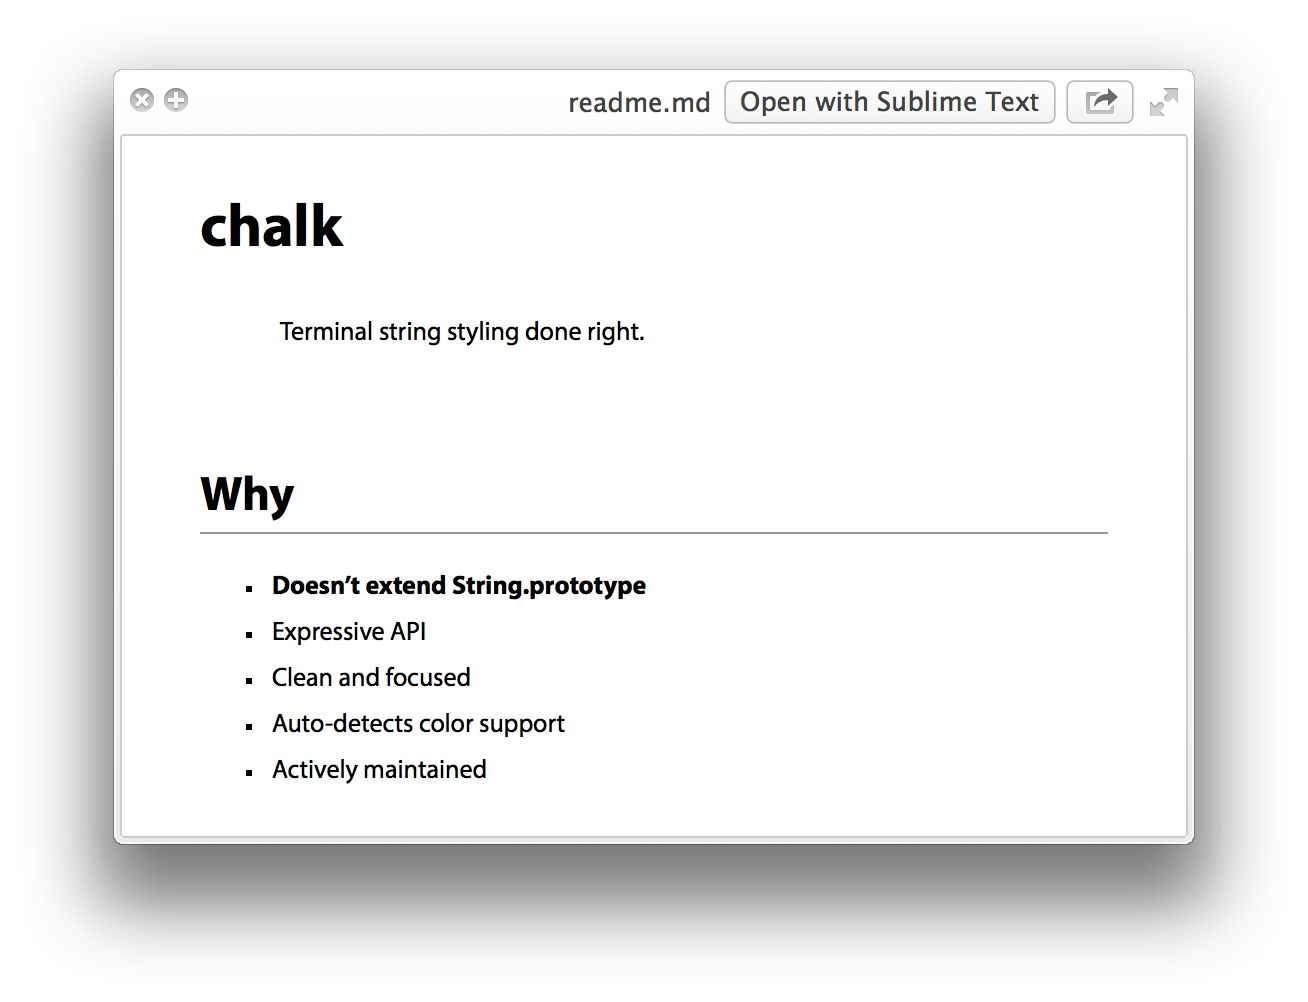 readme.md Open with Sublime Text
chalk
Terminal string styling done right.
Why
Doesn’t extend String.prototype
Expressive API
Clean and focused
Auto-detects color support
Actively maintained